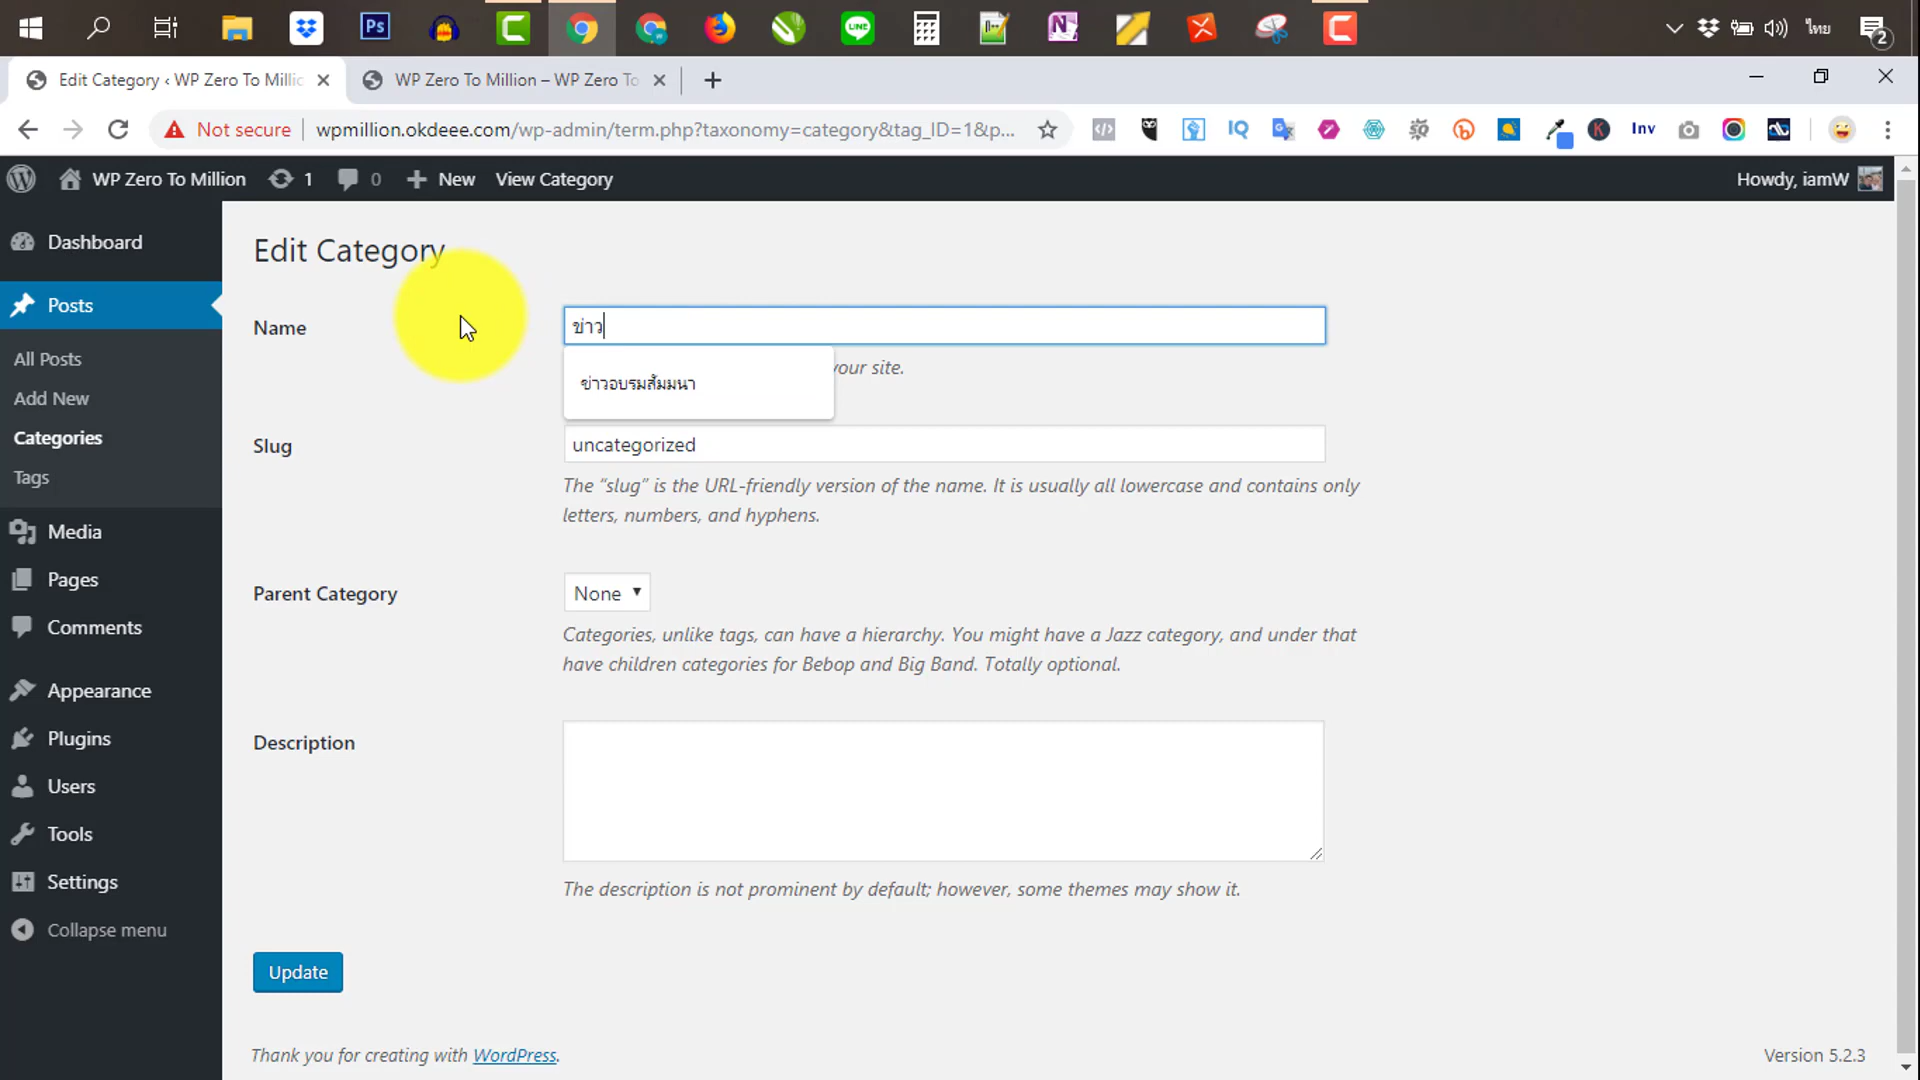 ไทย
2
Edit Category ‹ WP Zero To Millic
WP Zero To Million – WP Zero To
Not secure
wpmillion.okdeee.com/wp-admin/term.php?taxonomy=category&tag_ID=1&p...
IQ
Inv
WP Zero To Million
1
0
New
View Category
Howdy, iamW
Dashboard
Posts
All Posts
Add New
Categories
Tags
Media
Pages
Comments
Appearance
Plugins
Users
Tools
Settings
Collapse menu
Edit Category
Name
ข่าว
our site.
ข่าวอบรมสัมมนา
Slug
uncategorized
The “slug” is the URL-friendly version of the name. It is usually all lowercase and contains only
letters, numbers, and hyphens.
Parent Category
None
Categories, unlike tags, can have a hierarchy. You might have a Jazz category, and under that
have children categories for Bebop and Big Band. Totally optional.
Description
The description is not prominent by default; however, some themes may show it.
Update
Thank you for creating with WordPress.
Version 5.2.3